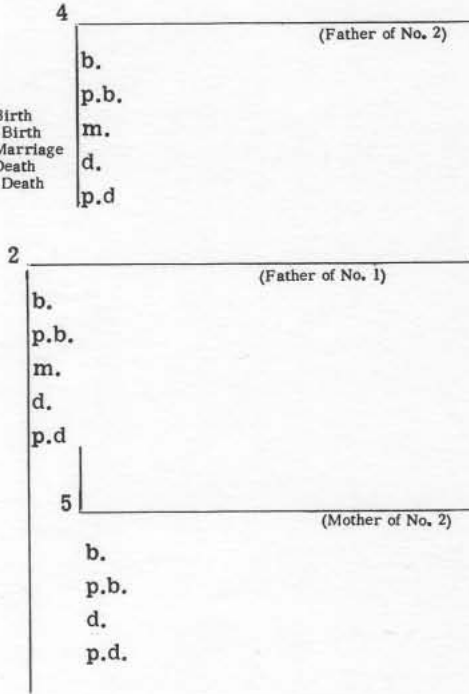 4
(Father of No. 2)
b.
p.b.
Birth
Birth
m.
Marriage
Death
d.
Death
p.d
2
(Father of No. 1)
b.
p.b.
m.
d.
p.d
5
(Mother of No. 2)
b.
p.b.
d.
p.d.